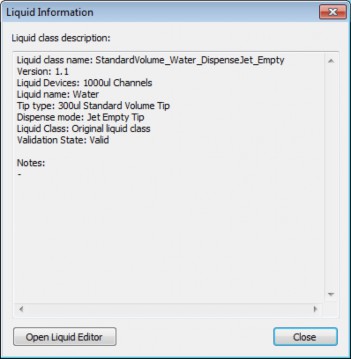 Liquid Information
Liquid class description:
Liquid class name: StandardVolume_Water_DispenseJet_Empty
Version: 1.1
Liquid Devices: 1000ul Channels
Liquid name: Water
Tip type: 300ul Standard Volume Tip
Dispense mode: Jet Empty Tip
Liquid Class: Original liquid class
Validation State: Valid
Notes:
-
Open Liquid Editor
Close